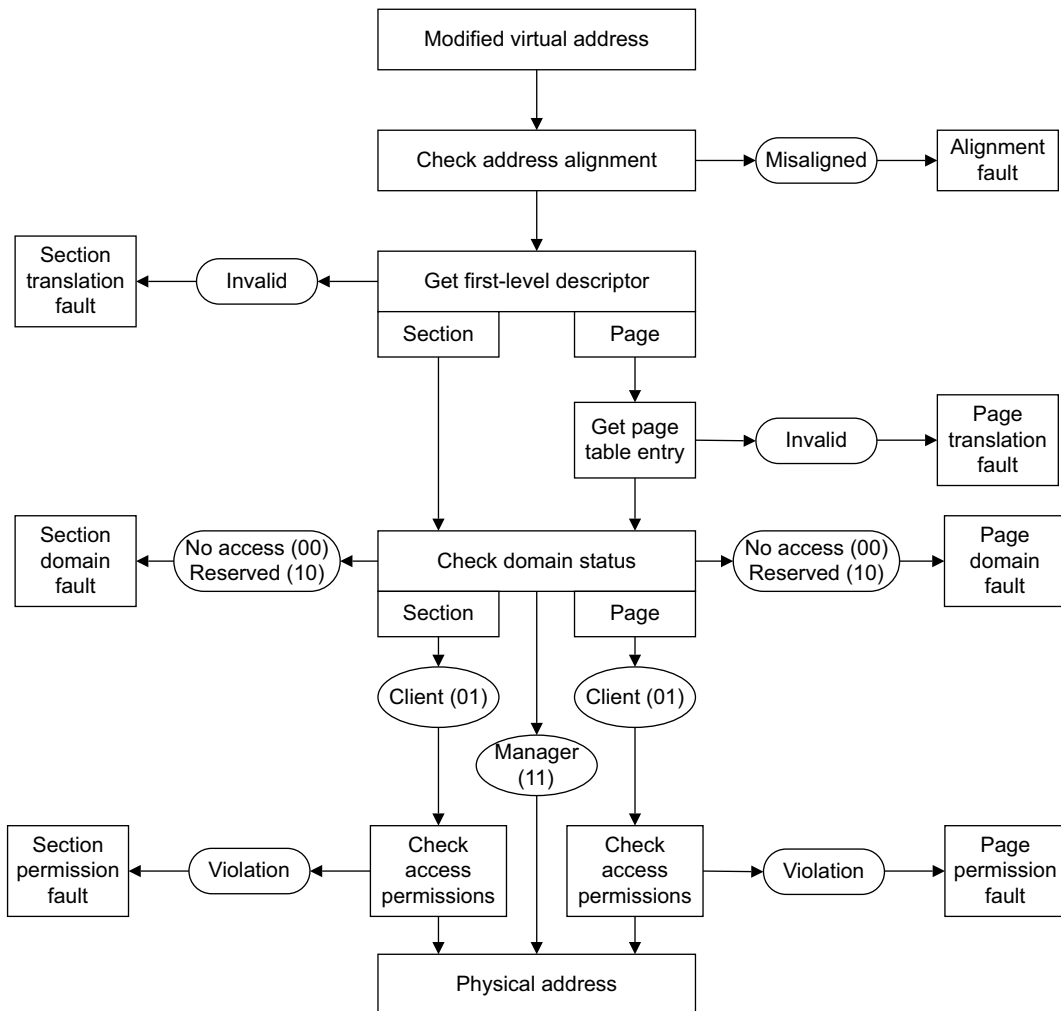 Modified virtual address
Check address alignment
Misaligned
Alignment
fault
Section
translation
fault
Invalid
Get first-level descriptor
Section
Page
Get page
table entry
Invalid
Page
translation
fault
Section
domain
fault
No access (00)
Reserved (10)
Check domain status
No access (00)
Reserved (10)
Page
domain
fault
Section
Page
Client (01)
Client (01)
Manager
(11)
Section
permission
fault
Violation
Check
access
permissions
Check
access
permissions
Violation
Page
permission
fault
Physical address